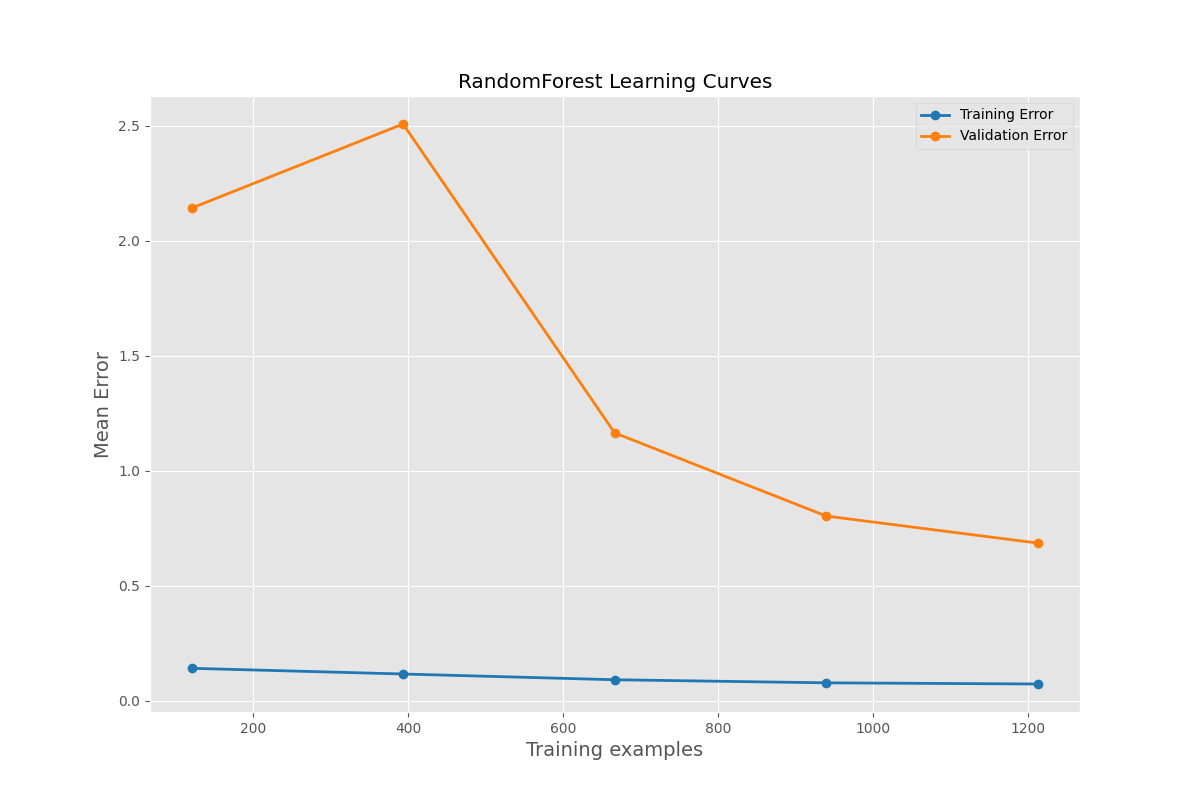 RandomForest Learning Curves
Training Error
Validation Error
2.5
2.0
1.5
1.0
0.5
0.0
Mean Error
200 400 600 800 1000 1200
Training examples